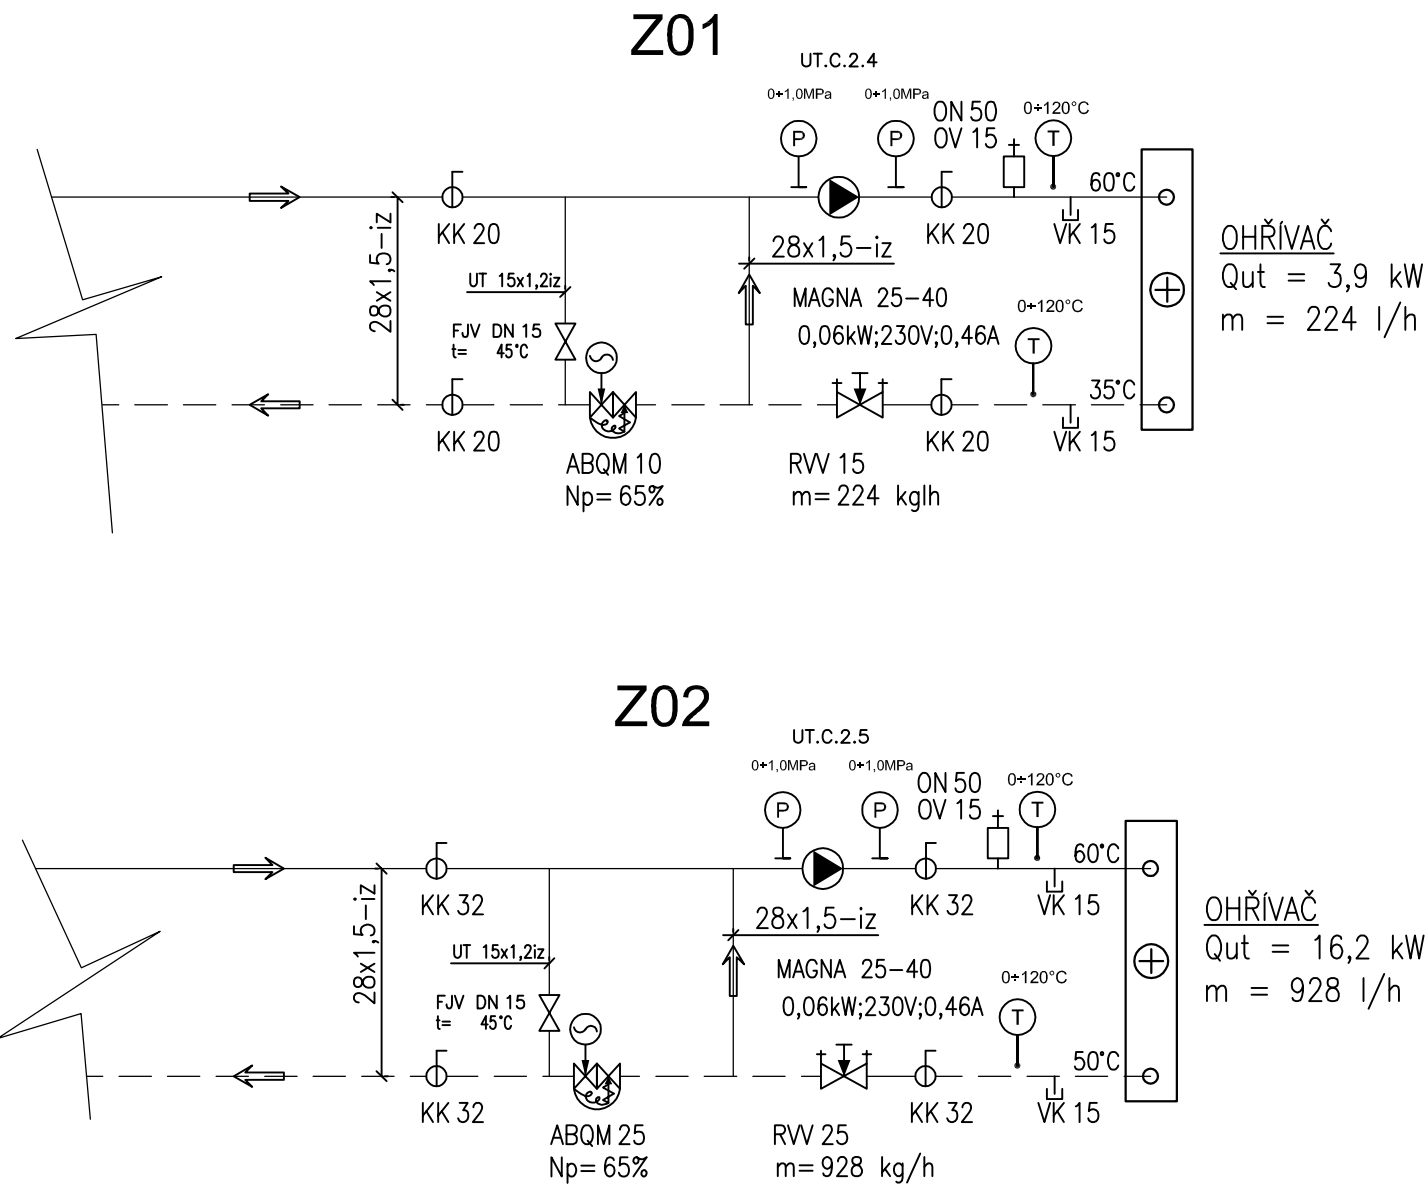 Z01
UT.C.2.4
0÷1,0MPa
0÷1,0MPa
ON 50
OV 15
0÷120°C
P
P
T
60°C
KK 20
KK 20
VK 15
28x1,5-iz
28x1,5-iz
UT 15x1,2iz
MAGNA 25-40
0,06kW;230V;0,46A
0÷120°C
T
FJV DN 15
t= 45°C
35°C
KK 20
KK 20
VK 15
ABQM 10
Np= 65%
RVV 15
m= 224 kglh
OHŘÍVAČ
Qut = 3,9 kW
m = 224 l/h
Z02
UT.C.2.5
0÷1,0MPa
0÷1,0MPa
ON 50
OV 15
0÷120°C
P
P
T
60°C
KK 32
KK 32
VK 15
28x1,5-iz
28x1,5-iz
UT 15x1,2iz
MAGNA 25-40
0,06kW;230V;0,46A
0÷120°C
T
FJV DN 15
t= 45°C
50°C
KK 32
KK 32
VK 15
ABQM 25
Np= 65%
RVV 25
m= 928 kg/h
OHŘÍVAČ
Qut = 16,2 kW
m = 928 l/h